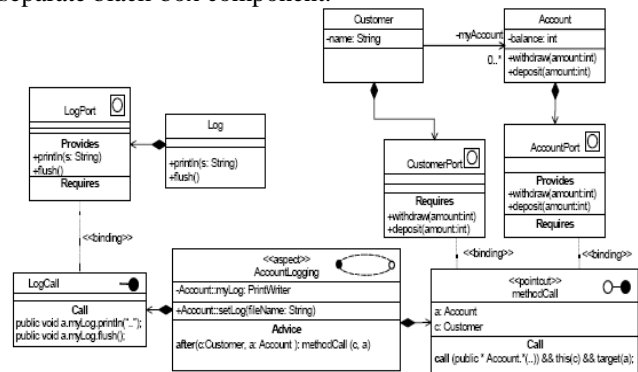 separate black-box component.
Customer
-name: String
-myAccount
0..*
Account
-balance: int
+withdraw(amount:int)
+deposit(amount:int)
LogPort
Provides
+println(s: String)
+flush()
Requires
Log
+println(s: String)
+flush()
CustomerPort
Requires
+withdraw(amount:int)
+deposit(amount:int)
AccountPort
Provides
+withdraw(amount:int)
+deposit(amount:int)
Requires
<<binding>>
<<binding>>
<<binding>>
LogCall
Call
public void a.myLog.println("..");
public void a.myLog.flush();
<<aspect>>
AccountLogging
-Account::myLog: PrintWriter
+Account::setLog(fileName: String)
Advice
after(c:Customer, a: Account ): methodCall (c, a)
<<pointcut>>
methodCall
a: Account
c: Customer
Call
call (public * Account.*(..)) && this(c) && target(a);